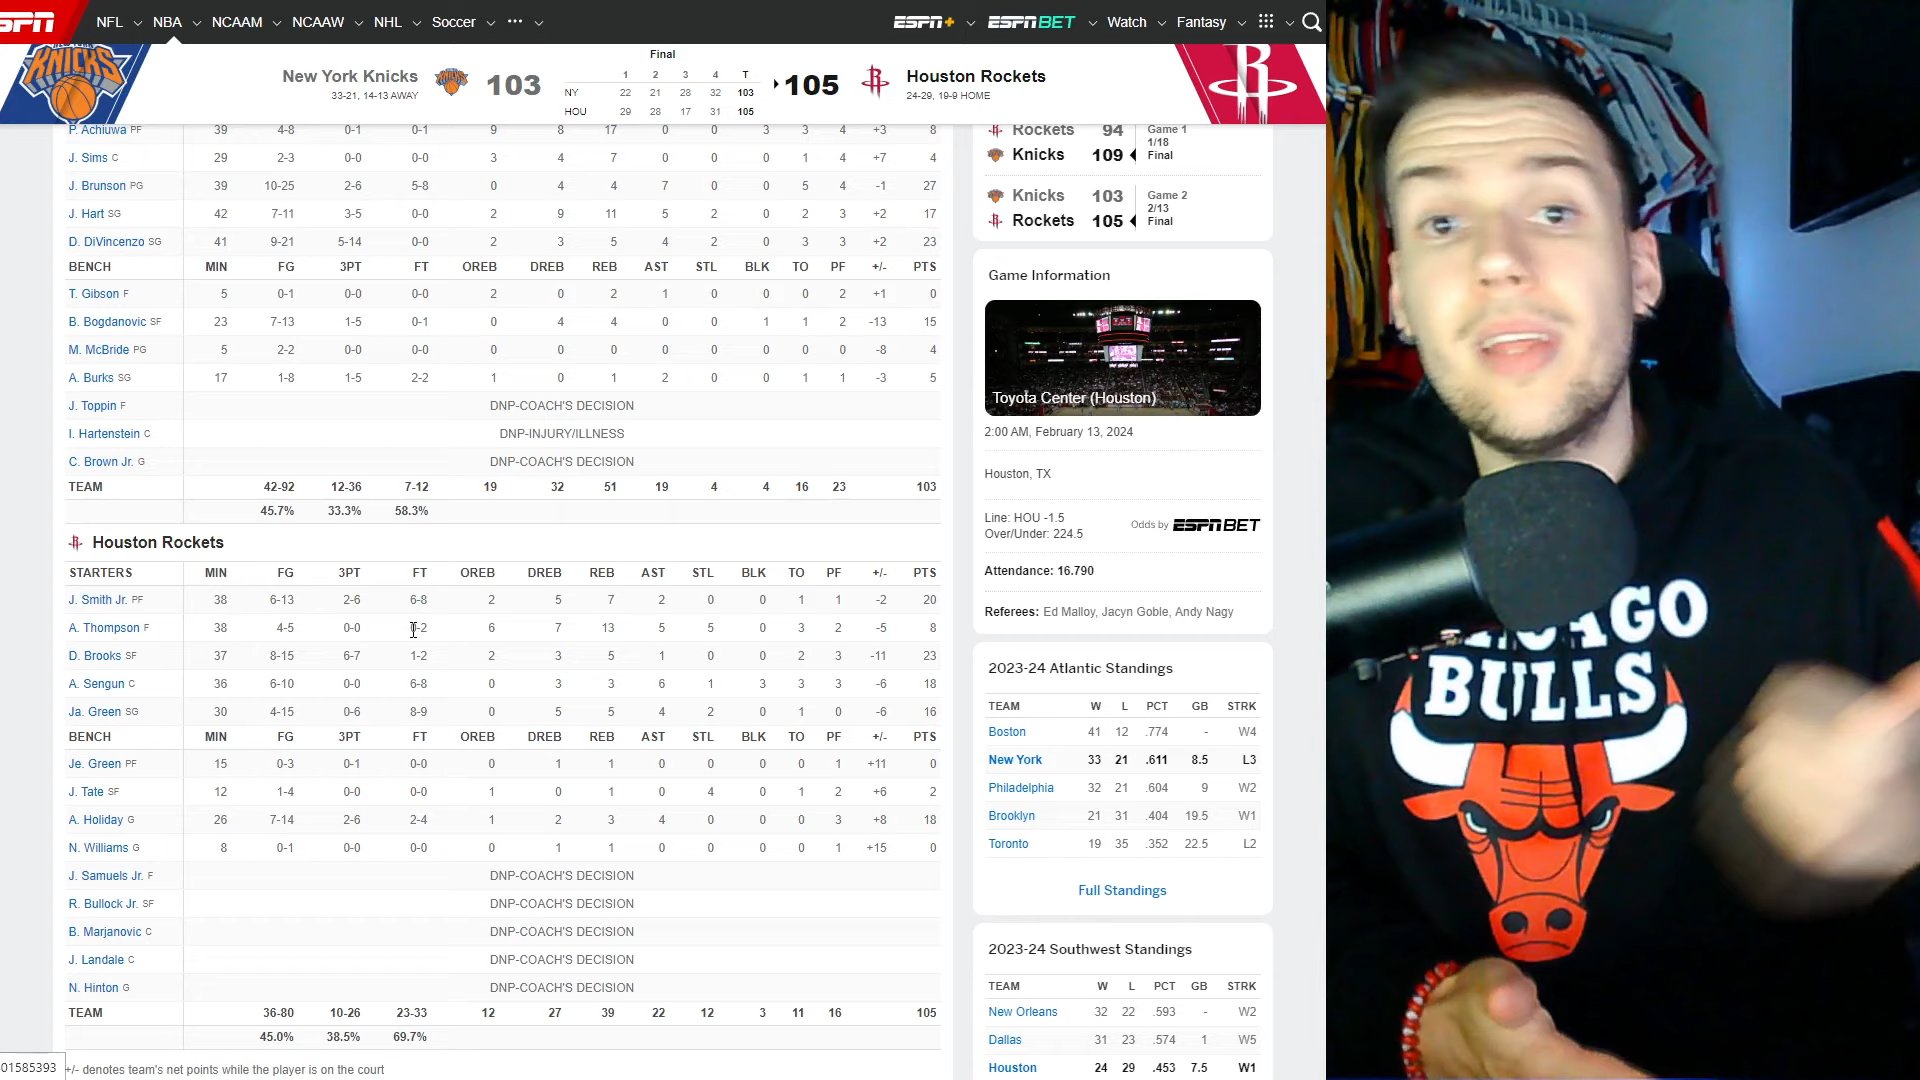 NFL NBA NCAAM NCAAW NHL Soccer ESPN+ ESPN BET Watch Fantasy
KNICKS
Final
New York Knicks 103 1 2 3 4 T 105 Houston Rockets
33-21, 14-13 AWAY NY 22 21 28 32 103 24-29, 19-9 HOME
HOU 29 28 17 31 105
P. Achiuwa PF 39 4-8 0-1 0-1 9 8 17 0 0 3 3 4 +3 8
J. Sims C 29 2-3 0-0 0-0 3 4 7 0 0 0 1 4 +7 4
J. Brunson PG 39 10-25 2-6 5-8 0 4 4 7 0 0 5 4 -1 27
J. Hart SG 42 7-11 3-5 0-0 2 9 11 5 2 0 2 3 +2 17
D. DiVincenzo SG 41 9-21 5-14 0-0 2 3 5 4 2 0 3 3 +2 23
BENCH MIN FG 3PT FT OREB DREB REB AST STL BLK TO PF +/- PTS
T. Gibson F 5 0-1 0-0 0-0 2 0 2 1 0 0 0 2 +1 0
B. Bogdanovic SF 23 7-13 1-5 0-1 0 4 4 0 0 1 1 2 -13 15
M. McBride PG 5 2-2 0-0 0-0 0 0 0 0 0 0 0 0 -8 4
A. Burks SG 17 1-8 1-5 2-2 1 0 1 2 0 0 1 1 -3 5
J. Toppin F DNP-COACH'S DECISION
I. Hartenstein C DNP-INJURY/ILLNESS
C. Brown Jr. G DNP-COACH'S DECISION
TEAM 42-92 12-36 7-12 19 32 51 19 4 4 16 23 103
45.7% 33.3% 58.3%
Houston Rockets
STARTERS MIN FG 3PT FT OREB DREB REB AST STL BLK TO PF +/- PTS
J. Smith Jr. PF 38 6-13 2-6 6-8 2 5 7 2 0 0 1 1 -2 20
A. Thompson F 38 4-5 0-0 -2 6 7 13 5 5 0 3 2 -5 8
D. Brooks SF 37 8-15 6-7 1-2 2 3 5 1 0 0 2 3 -11 23
A. Sengun C 36 6-10 0-0 6-8 0 3 3 6 1 3 3 3 -6 18
Ja. Green SG 30 4-15 0-6 8-9 0 5 5 4 2 0 1 0 -6 16
BENCH MIN FG 3PT FT OREB DREB REB AST STL BLK TO PF +/- PTS
Je. Green PF 15 0-3 0-1 0-0 0 1 1 0 0 0 0 1 +11 0
J. Tate SF 12 1-4 0-0 0-0 1 0 1 0 4 0 1 2 +6 2
A. Holiday G 26 7-14 2-6 2-4 1 2 3 4 0 0 0 3 +8 18
N. Williams G 8 0-1 0-0 0-0 0 1 1 0 0 0 0 1 +15 0
J. Samuels Jr. F DNP-COACH'S DECISION
R. Bullock Jr. SF DNP-COACH'S DECISION
B. Marjanovic C DNP-COACH'S DECISION
J. Landale C DNP-COACH'S DECISION
N. Hinton G DNP-COACH'S DECISION
TEAM 36-80 10-26 23-33 12 27 39 22 12 3 11 16 105
45.0% 38.5% 69.7%
01585393 +/- denotes team's net points while the player is on the court
Rockets 94 Game 1
1/18
Knicks 109 Final
Knicks 103 Game 2
2/13
Rockets 105 Final
Game Information
Toyota Center (Houston)
2:00 AM, February 13, 2024
Houston, TX
Line: HOU -1.5
Over/Under: 224.5
Odds by ESPN BET
Attendance: 16.790
Referees: Ed Malloy, Jacyn Goble, Andy Nagy
2023-24 Atlantic Standings
TEAM W L PCT GB STRK
Boston 41 12 .774 - W4
New York 33 21 .611 8.5 L3
Philadelphia 32 21 .604 9 W2
Brooklyn 21 31 .404 19.5 W1
Toronto 19 35 .352 22.5 L2
Full Standings
2023-24 Southwest Standings
TEAM W L PCT GB STRK
New Orleans 32 22 .593 - W2
Dallas 31 23 .574 1 W5
Houston 24 29 .453 7.5 W1
AGO
BULLS